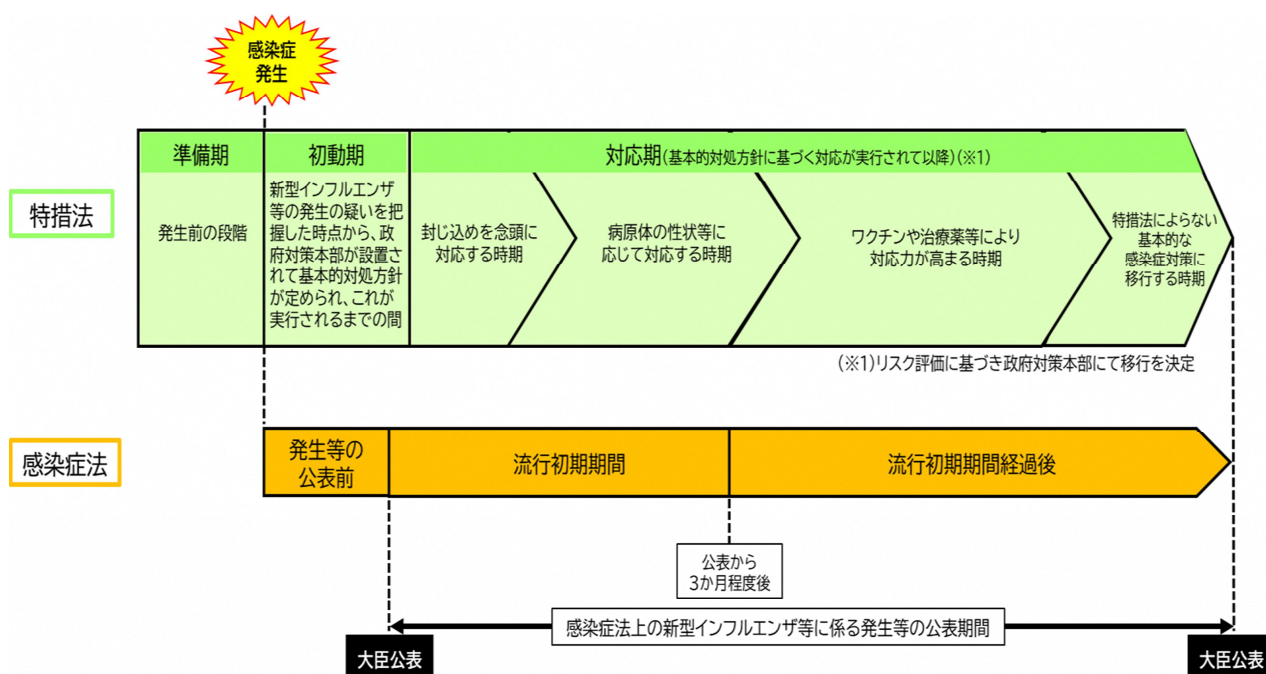 感染症
発生
準備期
初動期
対応期(基本的対処方針に基づく対応が実行されて以降)(※1)
特措法
発生前の段階
新型インフルエンザ
等の発生の疑いを把
握した時点から、政
府対策本部が設置さ
れて基本的対処方針
が定められ、これが
実行されるまでの間
封じ込めを念頭に
対応する時期
病原体の性状等に
応じて対応する時期
ワクチンや治療薬等により
対応力が高まる時期
特措法によらない
基本的な
感染症対策に
移行する時期
(※1)リスク評価に基づき政府対策本部にて移行を決定
感染症法
発生等の
公表前
流行初期期間
流行初期期間経過後
公表から
3か月程度後
感染症法上の新型インフルエンザ等に係る発生等の公表期間
大臣公表
大臣公表